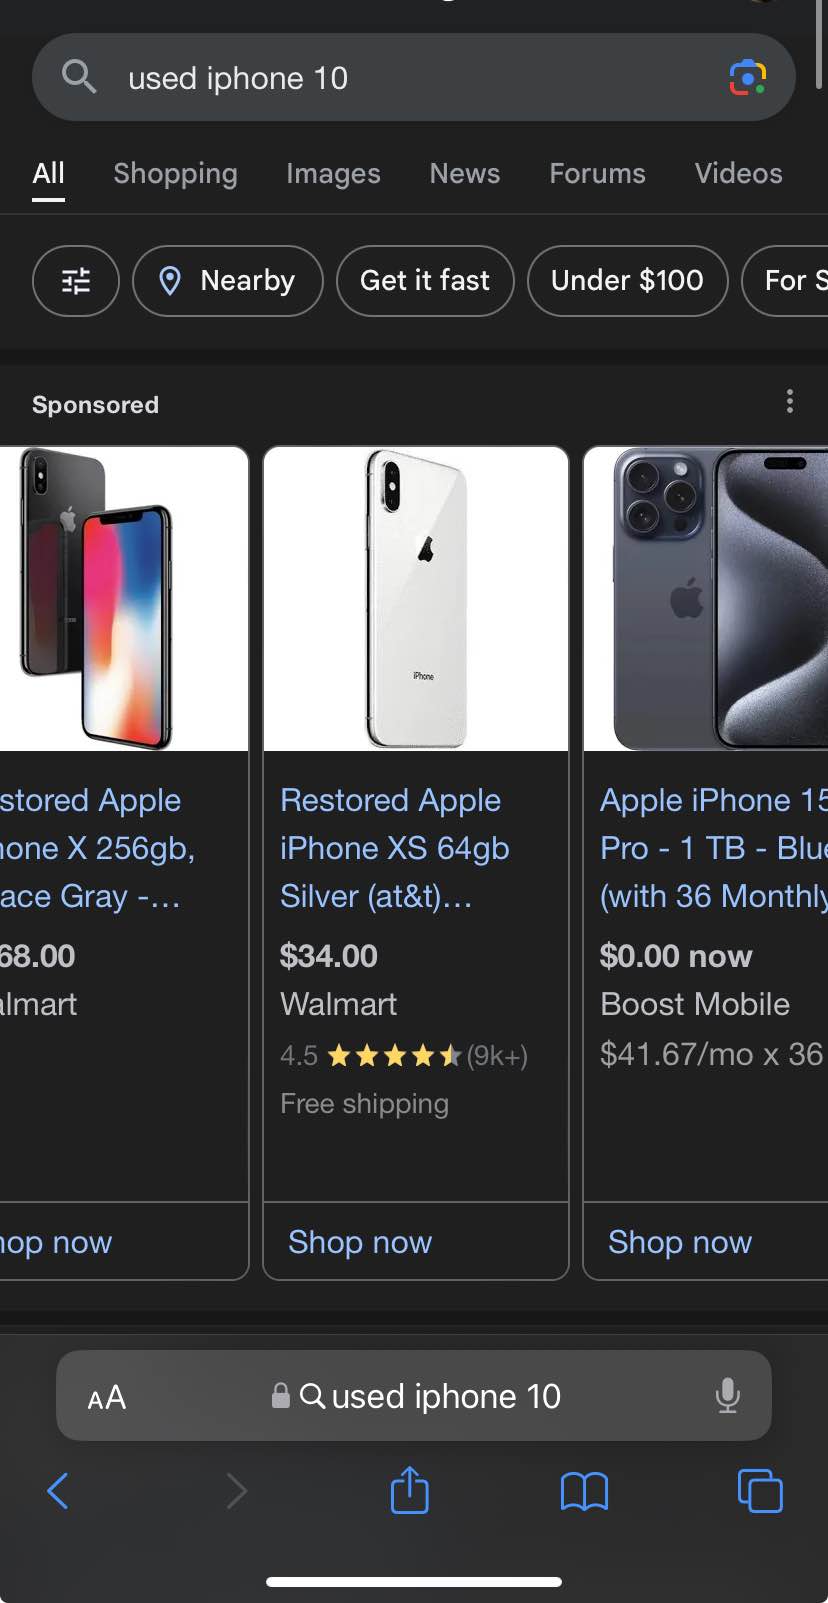 used iphone 10
All Shopping Images News Forums Videos
Nearby Get it fast Under $100 For S
Sponsored
iPhone
stored Apple
one X 256gb,
ace Gray -...
68.00
almart
hop now
Restored Apple
iPhone XS 64gb
Silver (at&t)...
$34.00
Walmart
4.5 (9k+)
Free shipping
Shop now
Apple iPhone 15
Pro - 1 TB - Blue
(with 36 Monthly
$0.00 now
Boost Mobile
$41.67/mo x 36
Shop now
AA used iphone 10